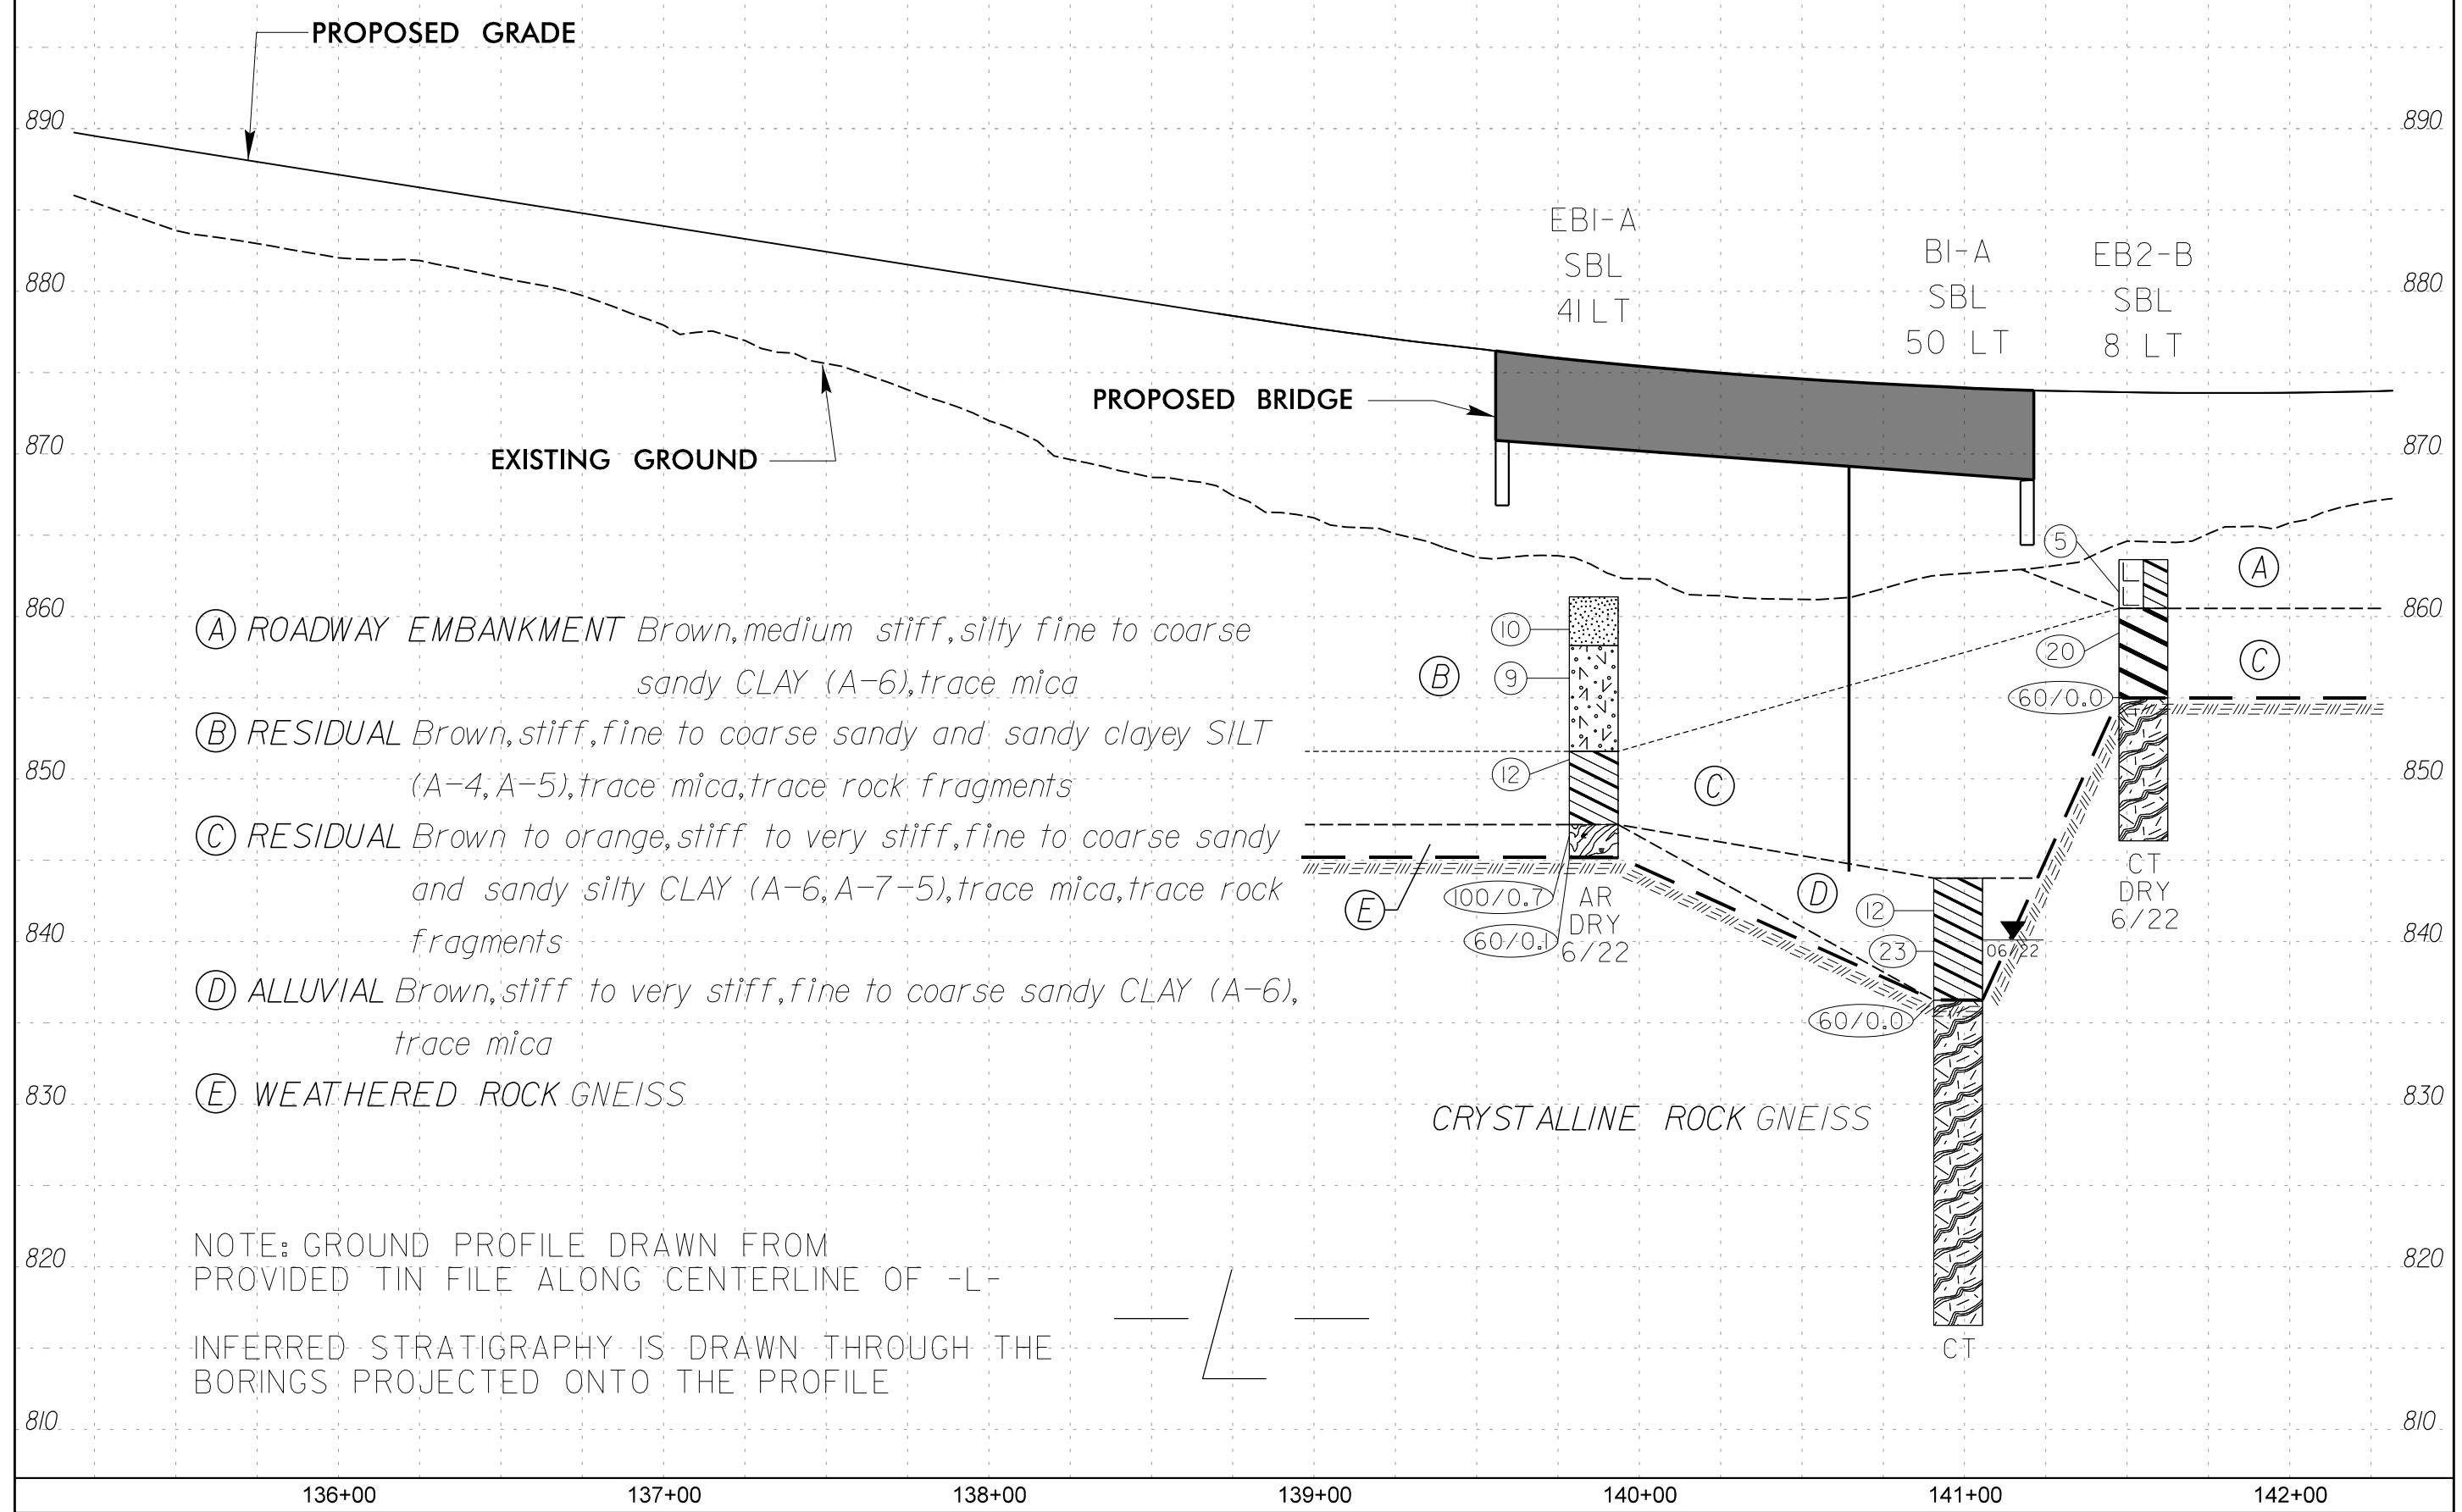 PROPOSED GRADE
890
890
EBI-A
SBL
41 LT
BI-A
SBL
50 LT
EB2-B
SBL
8 LT
880
880
PROPOSED BRIDGE
870
870
EXISTING GROUND
5
A
860
860
A ROADWAY EMBANKMENT Brown, medium stiff, silty fine to coarse
sandy CLAY (A-6), trace mica
10
B
9
20
C
60/0.0
B RESIDUAL Brown, stiff, fine to coarse sandy and sandy clayey SILT
(A-4, A-5), trace mica, trace rock fragments
850
850
12
C
C RESIDUAL Brown to orange, stiff to very stiff, fine to coarse sandy
and sandy silty CLAY (A-6, A-7-5), trace mica, trace rock
fragments
E
100/0.7
60/0.1
AR
DRY
6/22
D
12
23
06/22
CT
DRY
6/22
840
840
D ALLUVIAL Brown, stiff to very stiff, fine to coarse sandy CLAY (A-6),
trace mica
60/0.0
E WEATHERED ROCK GNEISS
830
830
CRYSTALLINE ROCK GNEISS
820
820
NOTE: GROUND PROFILE DRAWN FROM
PROVIDED TIN FILE ALONG CENTERLINE OF -L-
INFERRED STRATIGRAPHY IS DRAWN THROUGH THE
BORINGS PROJECTED ONTO THE PROFILE
— L —
CT
810
810
136+00
137+00
138+00
139+00
140+00
141+00
142+00